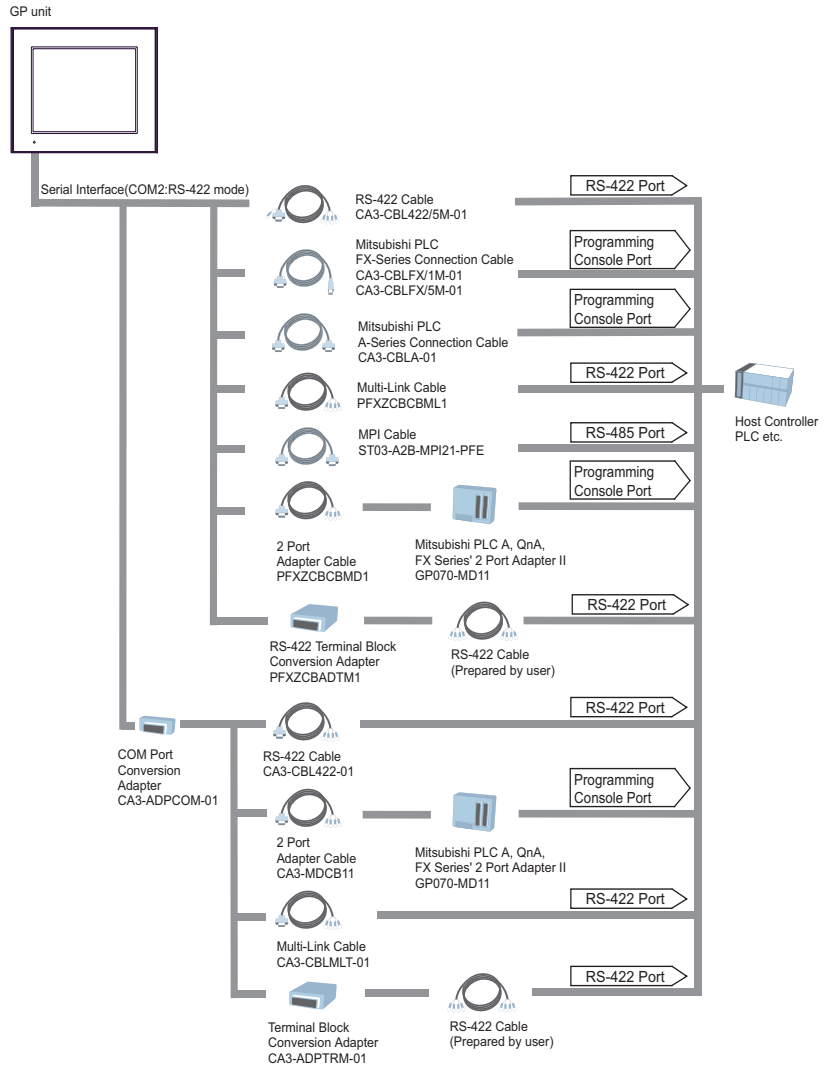 GP unit
Serial Interface(COM2:RS-422 mode)
RS-422 Cable
CA3-CBL422/5M-01
RS-422 Port
Mitsubishi PLC
FX-Series Connection Cable
CA3-CBLFX/1M-01
CA3-CBLFX/5M-01
Programming
Console Port
Mitsubishi PLC
A-Series Connection Cable
CA3-CBLA-01
Programming
Console Port
Multi-Link Cable
PFXZCBCBML1
RS-422 Port
Host Controller
PLC etc.
MPI Cable
ST03-A2B-MPI21-PFE
RS-485 Port
2 Port
Adapter Cable
PFXZCBCBMD1
Mitsubishi PLC A, QnA,
FX Series' 2 Port Adapter II
GP070-MD11
Programming
Console Port
RS-422 Terminal Block
Conversion Adapter
PFXZCBADTM1
RS-422 Cable
(Prepared by user)
RS-422 Port
COM Port
Conversion
Adapter
CA3-ADPCOM-01
RS-422 Cable
CA3-CBL422-01
RS-422 Port
2 Port
Adapter Cable
CA3-MDCB11
Mitsubishi PLC A, QnA,
FX Series' 2 Port Adapter II
GP070-MD11
Programming
Console Port
Multi-Link Cable
CA3-CBLMLT-01
RS-422 Port
Terminal Block
Conversion Adapter
CA3-ADPTRM-01
RS-422 Cable
(Prepared by user)
RS-422 Port